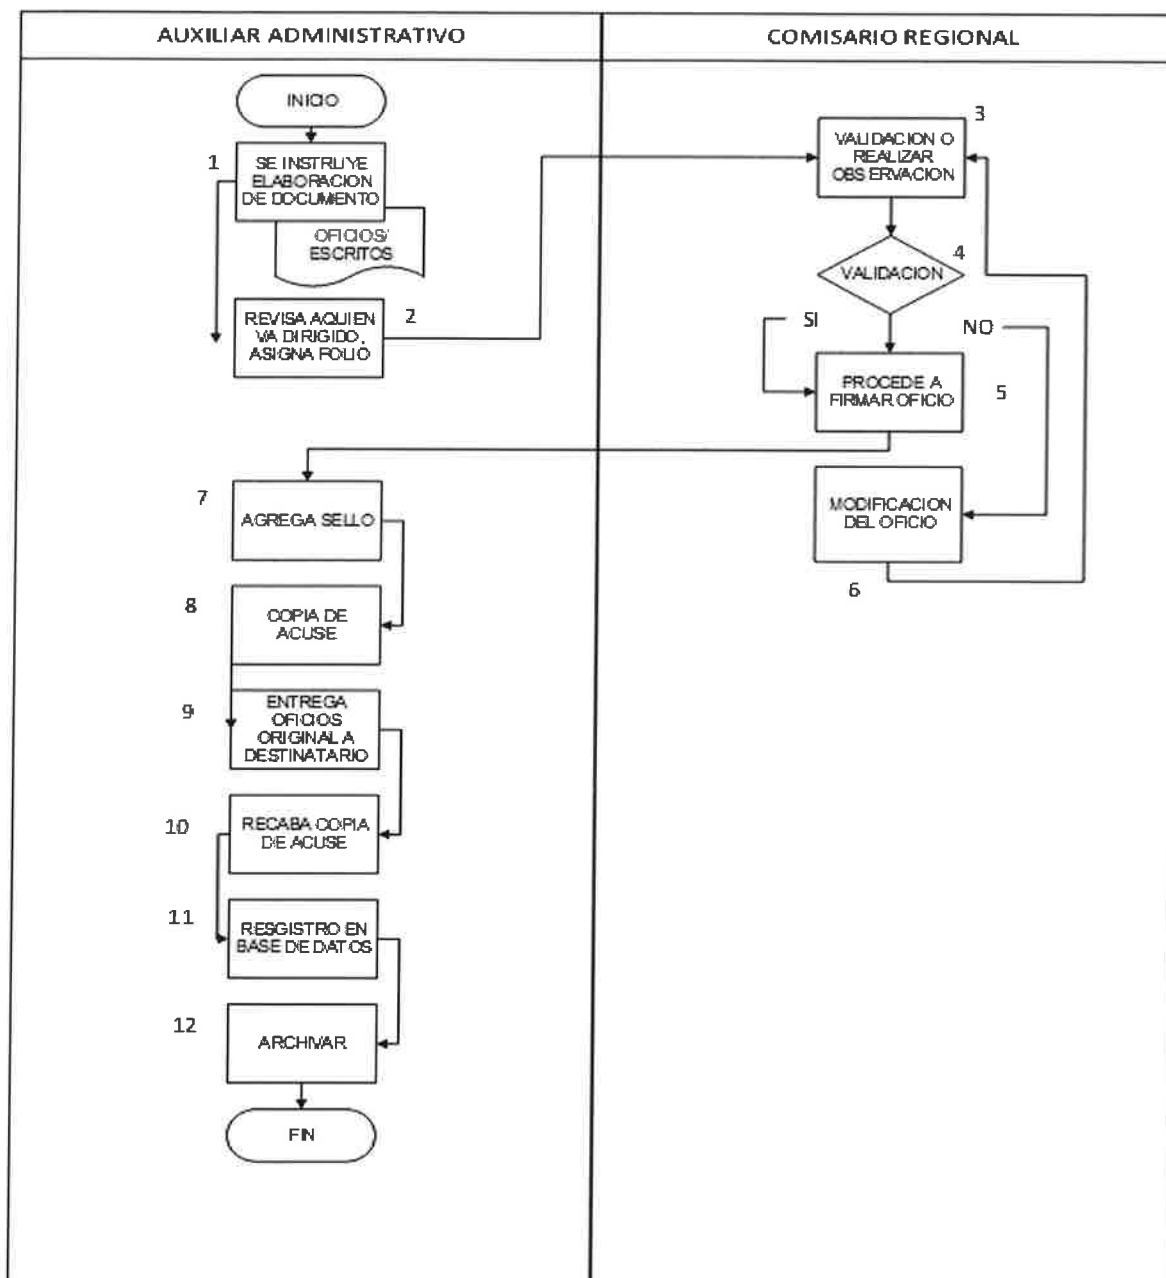 AUXILIAR ADMINISTRATIVO
COMISARIO REGIONAL
INICIO
1
SE INSTRUYE
ELABORACION
DE DOCUMENTO
OFICIOS/
ESCRITOS
REVISA AQUIEN
VA DIRIGIDO,
ASIGNA FOLIO
2
3
VALIDACION O
REALIZAR
OBSERVACION
4
VALIDACION
SI
NO
PROCEDE A
FIRMAR OFICIO
5
MODIFICACION
DEL OFICIO
6
7
AGREGA SELLO
8
COPIA DE
ACUSE
9
ENTREGA
OFICIOS
ORIGINAL A
DESTINATARIO
10
RECABA COPIA
DE ACUSE
11
RESGISTRO EN
BASE DE DATOS
12
ARCHIVAR
FIN